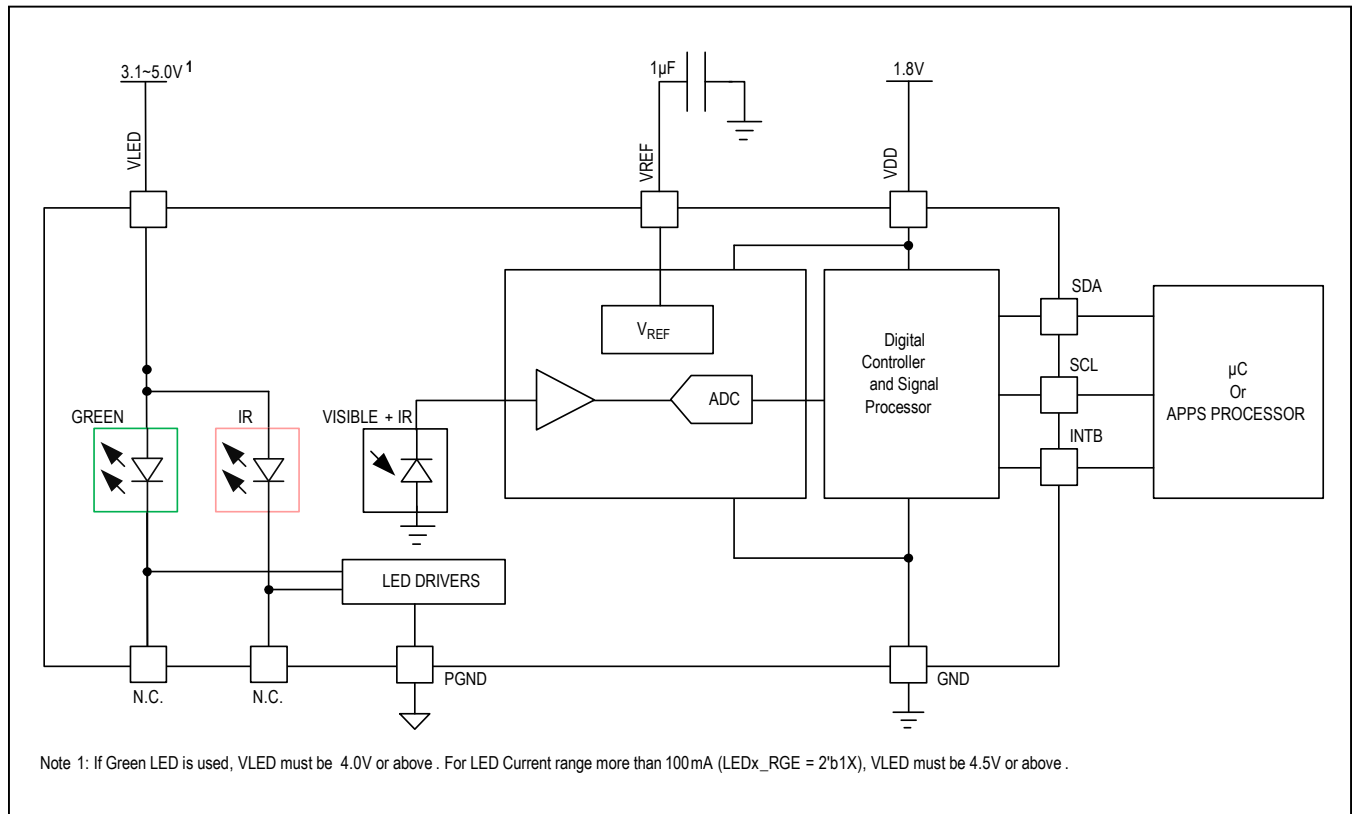 3.1~5.0V 1
1µF
1.8V
VLED
VREF
VDD
SDA
SCL
INTB
VREF
ADC
Digital
Controller
and Signal
Processor
µC
Or
APPS PROCESSOR
GREEN
IR
VISIBLE + IR
LED DRIVERS
N.C.
N.C.
PGND
GND
Note 1: If Green LED is used, VLED must be 4.0V or above . For LED Current range more than 100mA (LEDx_RGE = 2'b1X), VLED must be 4.5V or above .